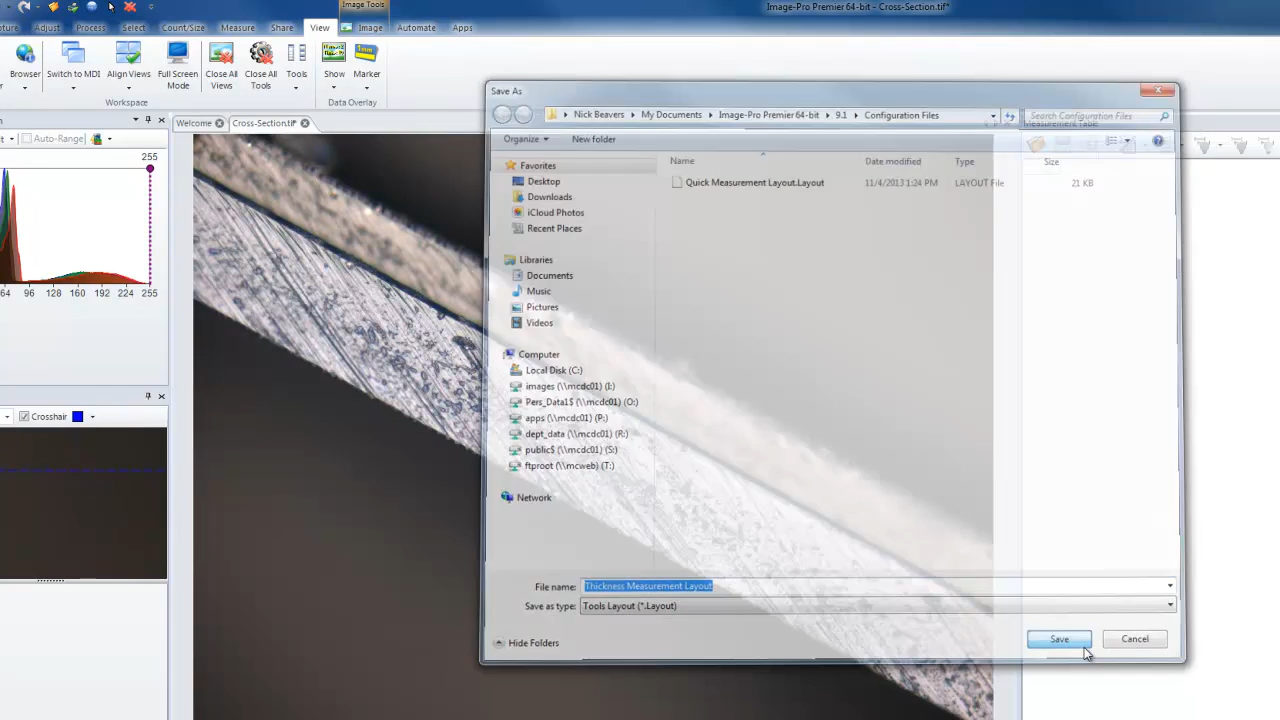 Image Tools
Image-Pro Premier 64-bit - Cross-Section.tif*
Adjust Process Select Count/Size Measure Share View Image Automate Apps
Browser Switch to MDI Align Views Full Screen Mode Close All Views Close All Tools Tools Show Marker
Workspace Data Overlay
Welcome Cross-Section.tif*
Auto-Range
255
64 96 128 160 192 224 255
Crosshair
Save As
Nick Beavers My Documents Image-Pro Premier 64-bit 9.1 Configuration Files Search Configuration Files
Measurement Table
Organize New folder
Name Date modified Type Size
Quick Measurement Layout.Layout 11/4/2013 1:24 PM LAYOUT File 21 KB
Favorites
Desktop
Downloads
iCloud Photos
Recent Places
Libraries
Documents
Music
Pictures
Videos
Computer
Local Disk (C:)
images (\\mcdc01) (I:)
Pers_Data1$ (\\mcdc01) (O:)
apps (\\mcdc01) (P:)
dept_data (\\mcdc01) (R:)
public$ (\\mcdc01) (S:)
ftproot (\\mcweb) (T:)
Network
File name: Thickness Measurement Layout
Save as type: Tools Layout (*.Layout)
Hide Folders
Save Cancel